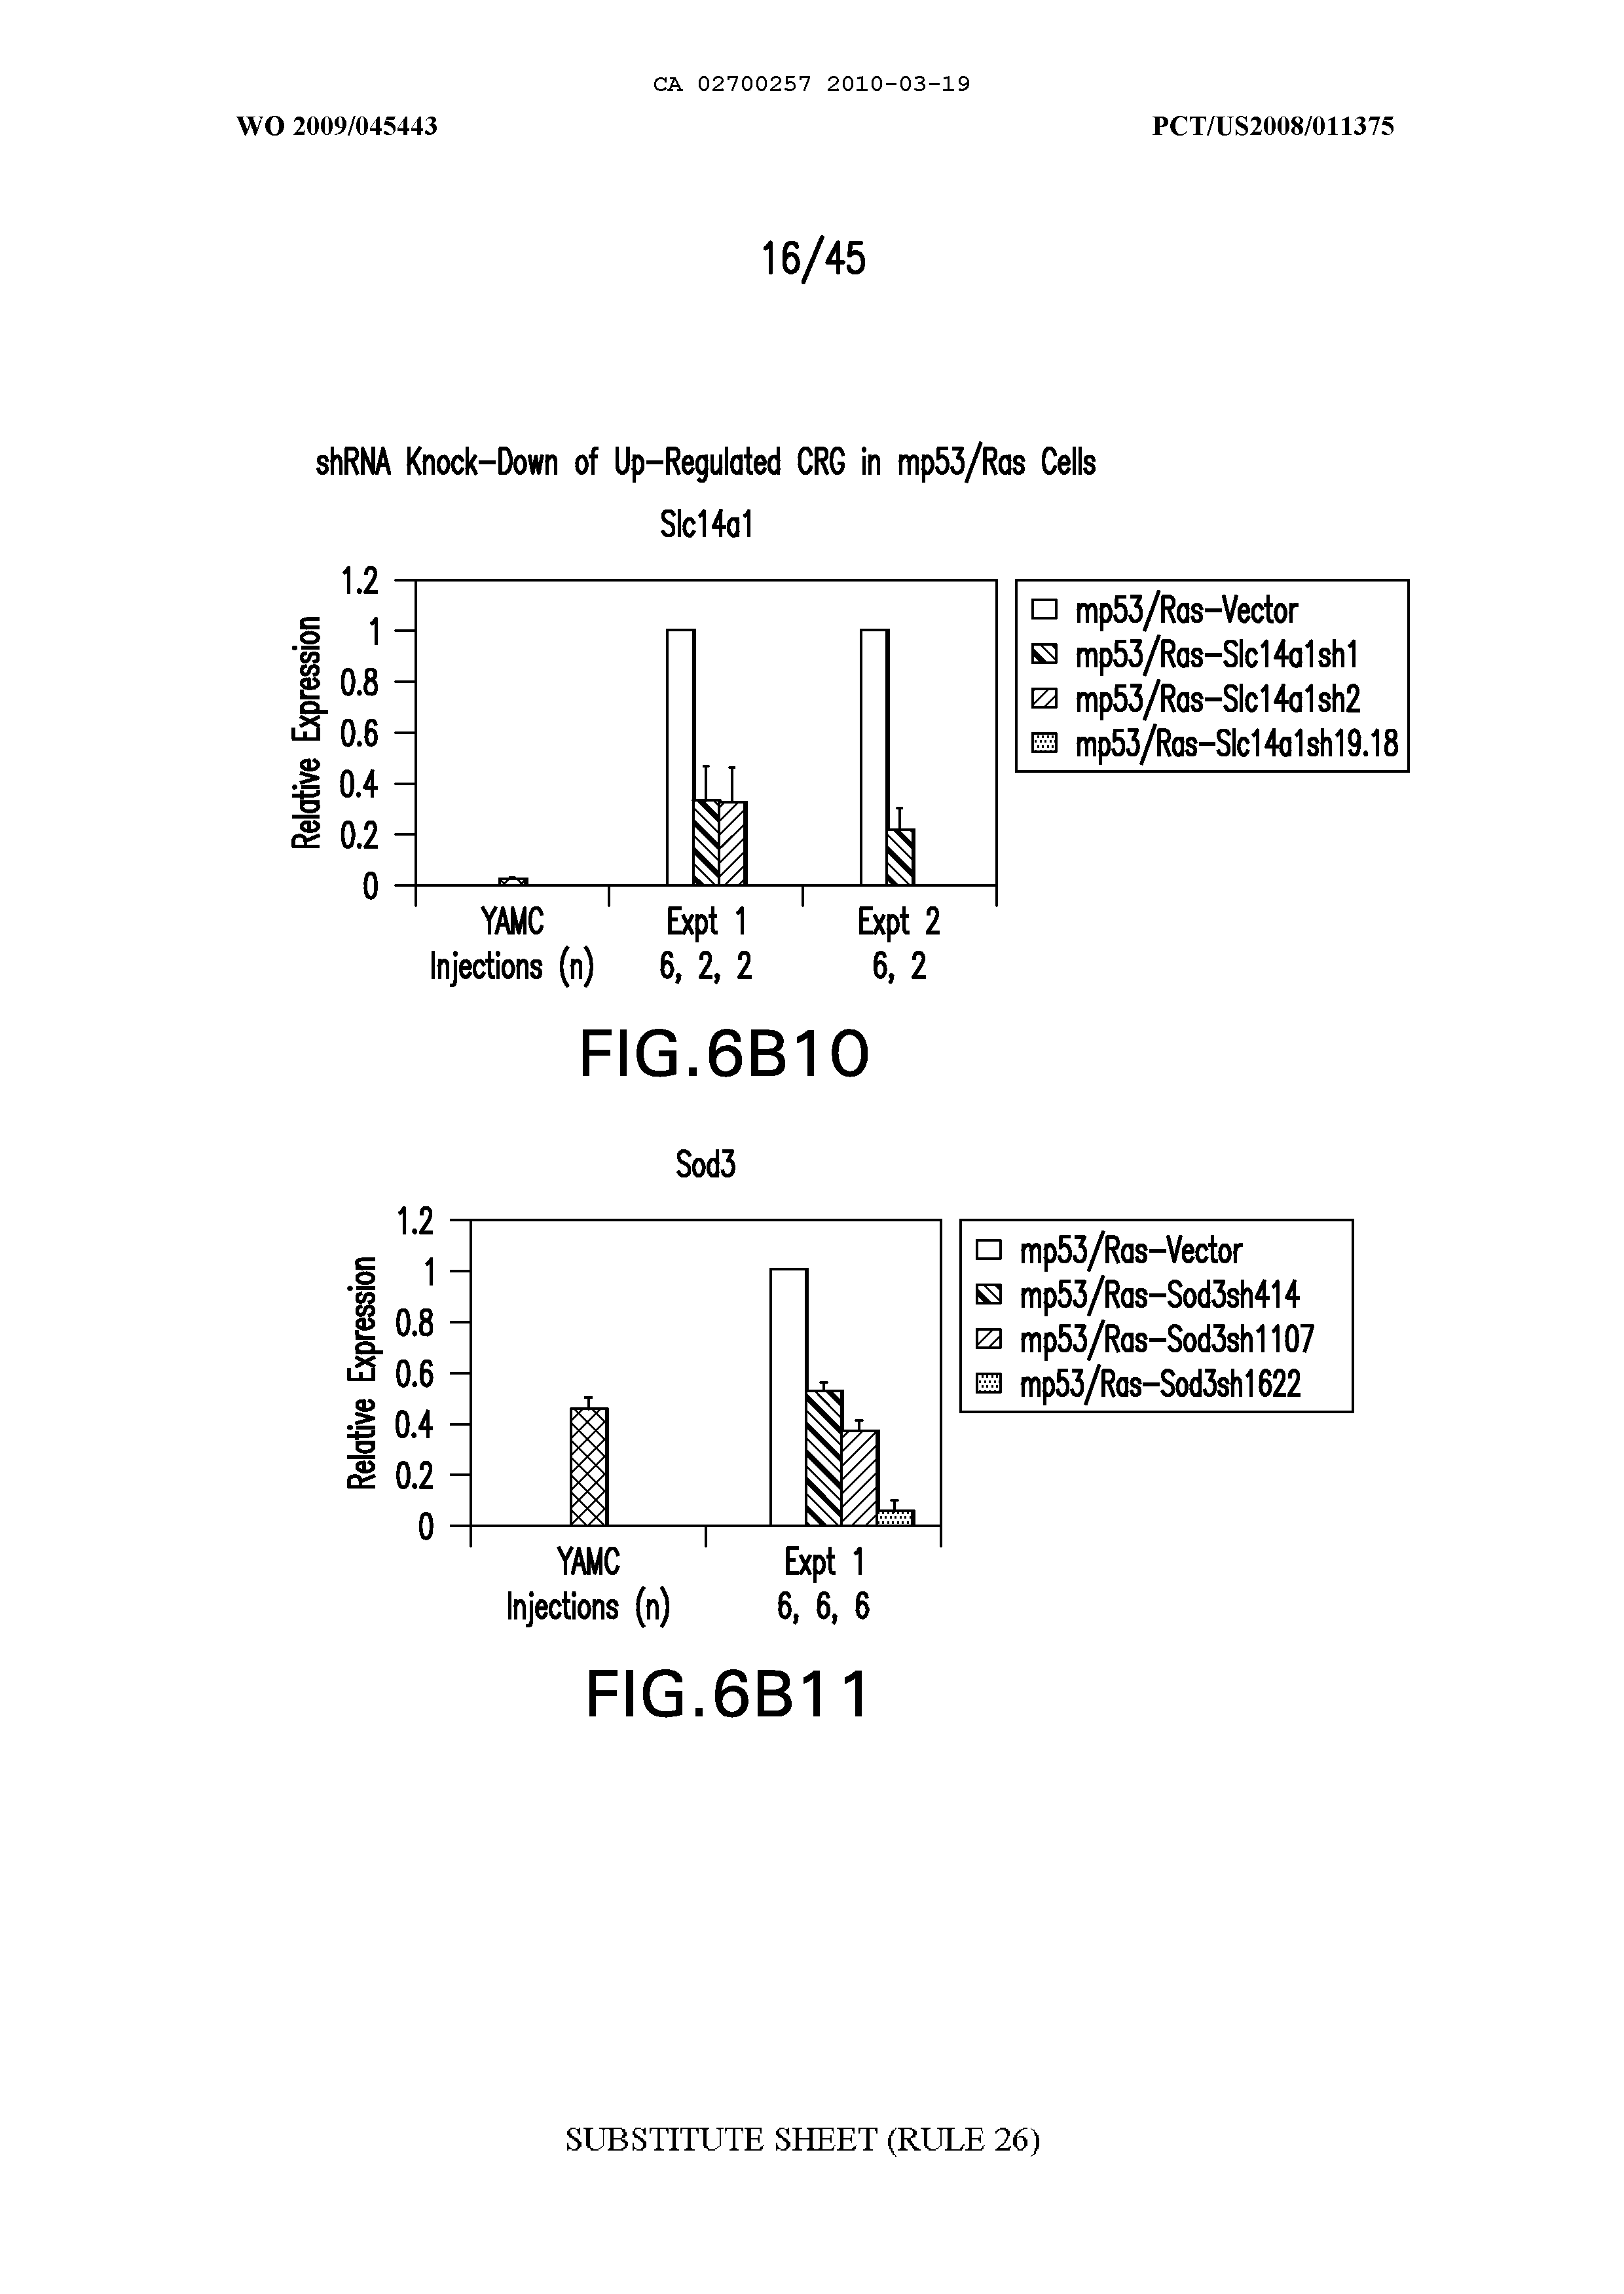 CA 02700257 2010-03-19
WO 2009/045443 PCT/US2008/011375
16/45
shRNA Knock-Down of Up-Regulated CRG in mp53/Ras Cells
Slc14a1
Relative Expression
1.2
1
0.8
0.6
0.4
0.2
0
YAMC Expt 1 Expt 2
Injections (n) 6, 2, 2 6, 2
mp53/Ras-Vector
mp53/Ras-Slc14a1sh1
mp53/Ras-Slc14a1sh2
mp53/Ras-Slc14a1sh19.18
FIG.6B10
Sod3
Relative Expression
1.2
1
0.8
0.6
0.4
0.2
0
YAMC Expt 1
Injections (n) 6, 6, 6
mp53/Ras-Vector
mp53/Ras-Sod3sh414
mp53/Ras-Sod3sh1107
mp53/Ras-Sod3sh1622
FIG.6B11
SUBSTITUTE SHEET (RULE 26)